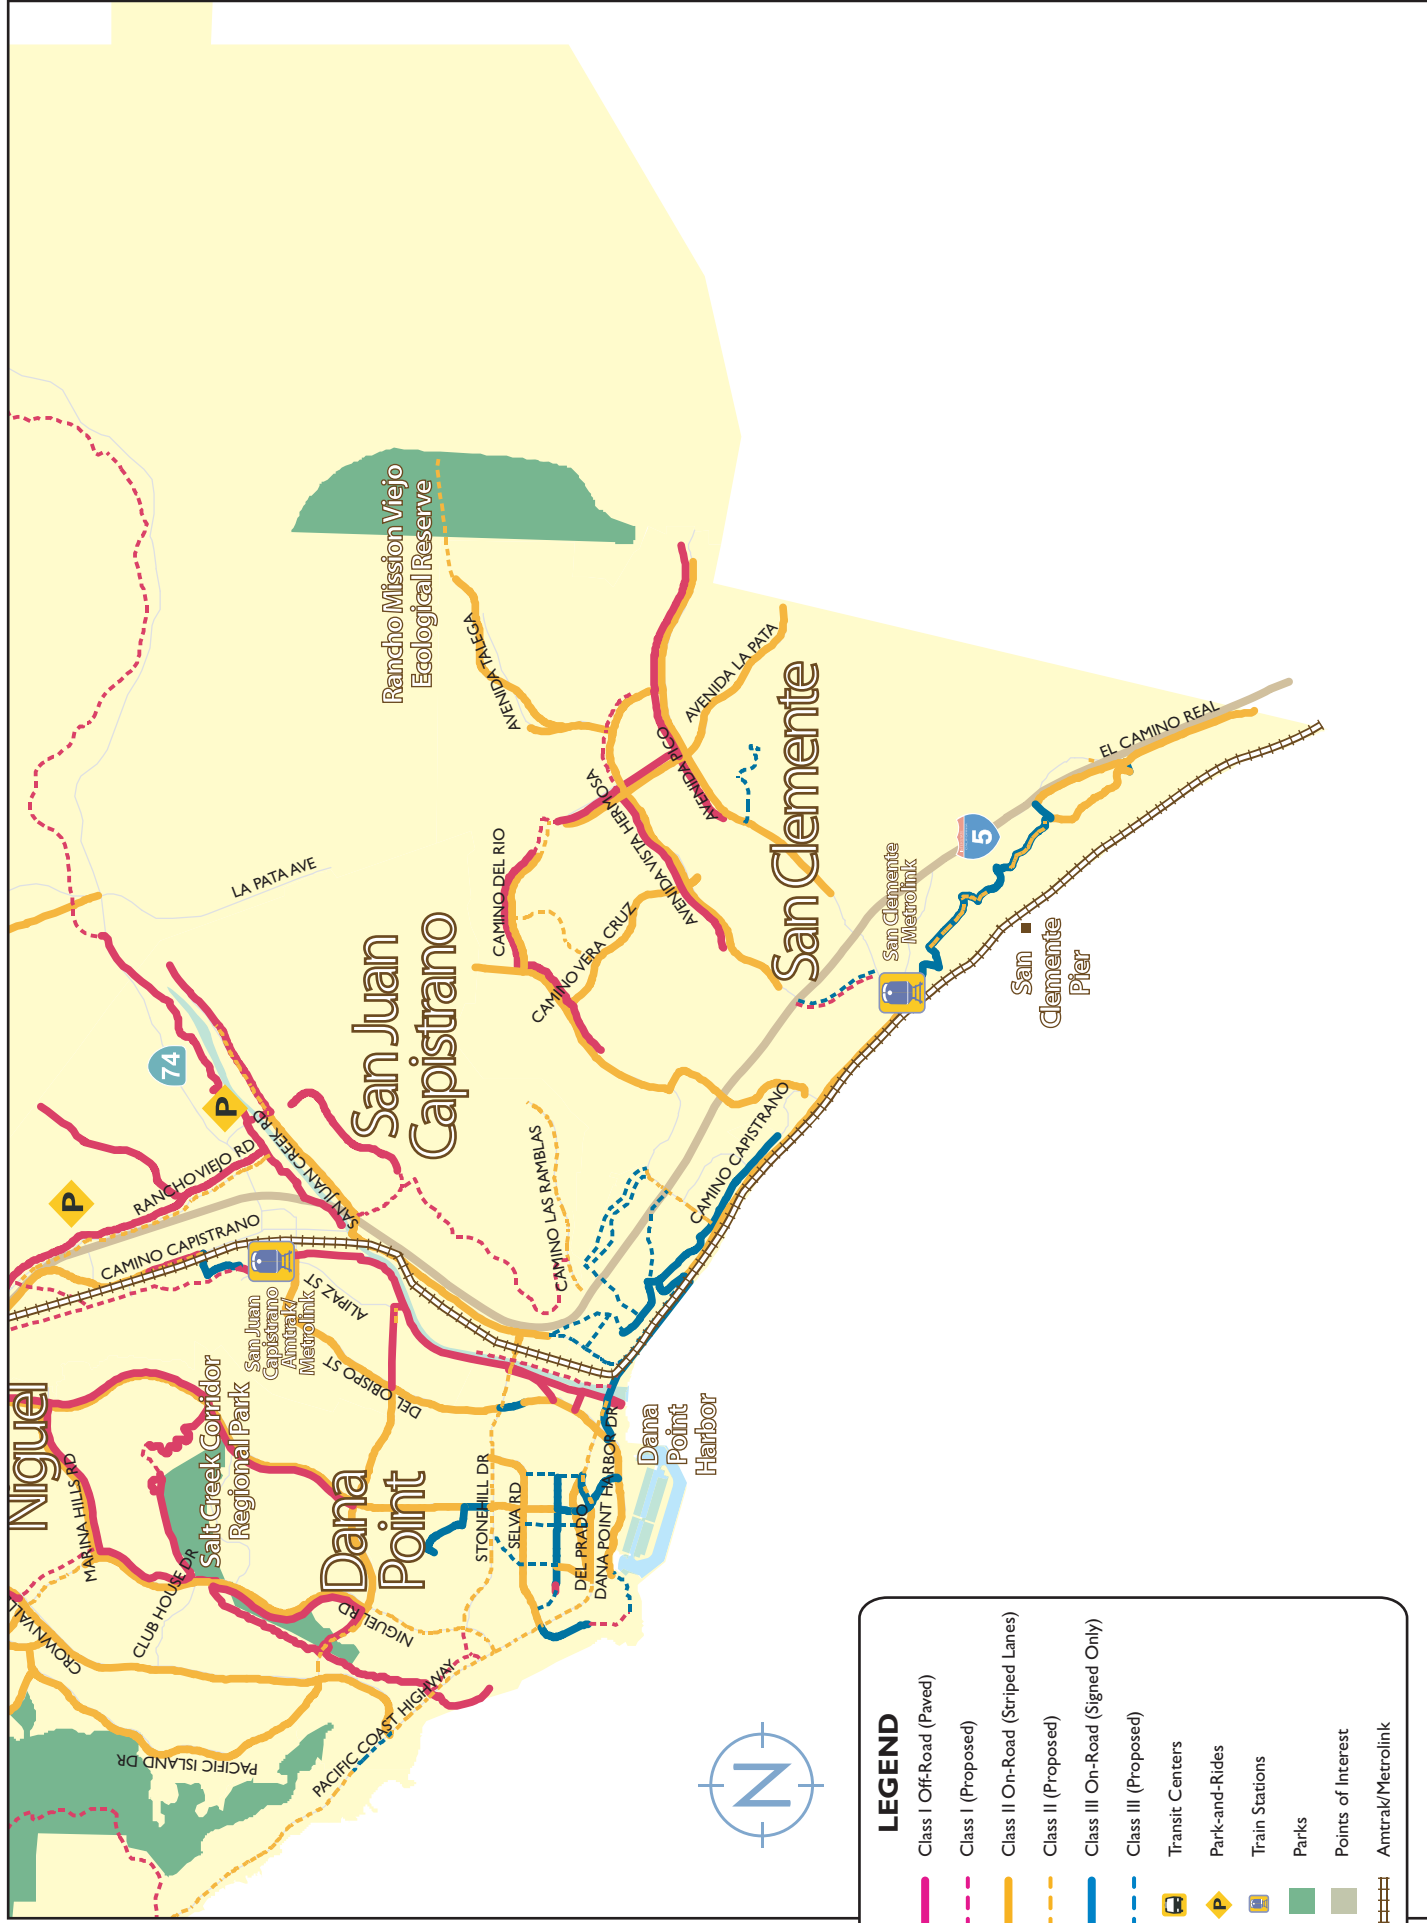 Niguel
San Juan
Capistrano
Dana
Point
San Clemente
Rancho Mission Viejo
Ecological Reserve
Salt Creek Corridor
Regional Park
San Juan
Capistrano
Amtrak/
Metrolink
San Clemente
Metrolink
San
Clemente
Pier
Dana
Point
Harbor
74
5
P
P
LA PATA AVE
RANCHO VIEJO RD
SAN JUAN CREEK RD
CAMINO CAPISTRANO
ALIPAZ ST
DEL OBISPO ST
MARINA HILS RD
CLUB HOUSE DR
CROWN VALL
NIGUEL RD
PACIFIC ISLAND DR
PACIFIC COAST HIGHWAY
STONEHILL DR
SELVA RD
DEL PRADO
DANA POINT HARBOR DR
CAMINO LAS RAMBLAS
CAMINO CAPISTRANO
CAMINO DEL RIO
CAMINO VERA CRUZ
AVENIDA VISTA HERMOSA
AVENIDA PICO
AVENIDA LA PATA
AVENIDA TALEGA
EL CAMINO REAL
N
LEGEND
Class I Off-Road (Paved)
Class I (Proposed)
Class II On-Road (Striped Lanes)
Class II (Proposed)
Class III On-Road (Signed Only)
Class III (Proposed)
Transit Centers
P Park-and-Rides
Train Stations
Parks
Points of Interest
Amtrak/Metrolink